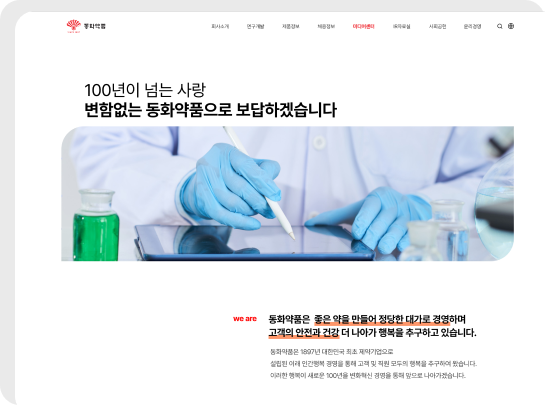 동화약품
회사소개 연구개발 제품정보 채용정보 미디어센터 IR자료실 사회공헌 윤리경영
100년이 넘는 사랑
변함없는 동화약품으로 보답하겠습니다
we are
동화약품은 좋은 약을 만들어 정당한 대가로 경영하며
고객의 안전과 건강 더 나아가 행복을 추구하고 있습니다.
동화약품은 1897년 대한민국 최초 제약기업으로
설립된 이래 인간행복 경영을 통해 고객 및 직원 모두의 행복을 추구하여 왔습니다.
이러한 행복이 새로운 100년을 변화혁신 경영을 통해 앞으로 나아가겠습니다.